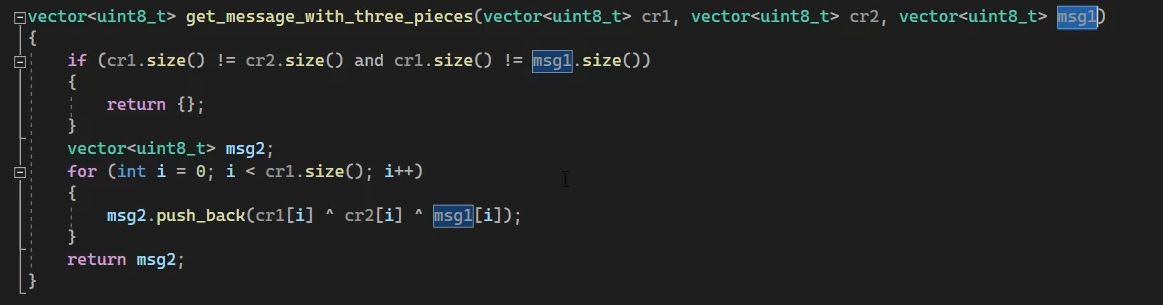 vector<uint8_t> get_message_with_three_pieces(vector<uint8_t> cr1, vector<uint8_t> cr2, vector<uint8_t> msg1)
{
    if (cr1.size() != cr2.size() and cr1.size() != msg1.size())
    {
        return {};
    }
    vector<uint8_t> msg2;
    for (int i = 0; i < cr1.size(); i++)
    {
        msg2.push_back(cr1[i] ^ cr2[i] ^ msg1[i]);
    }
    return msg2;
}